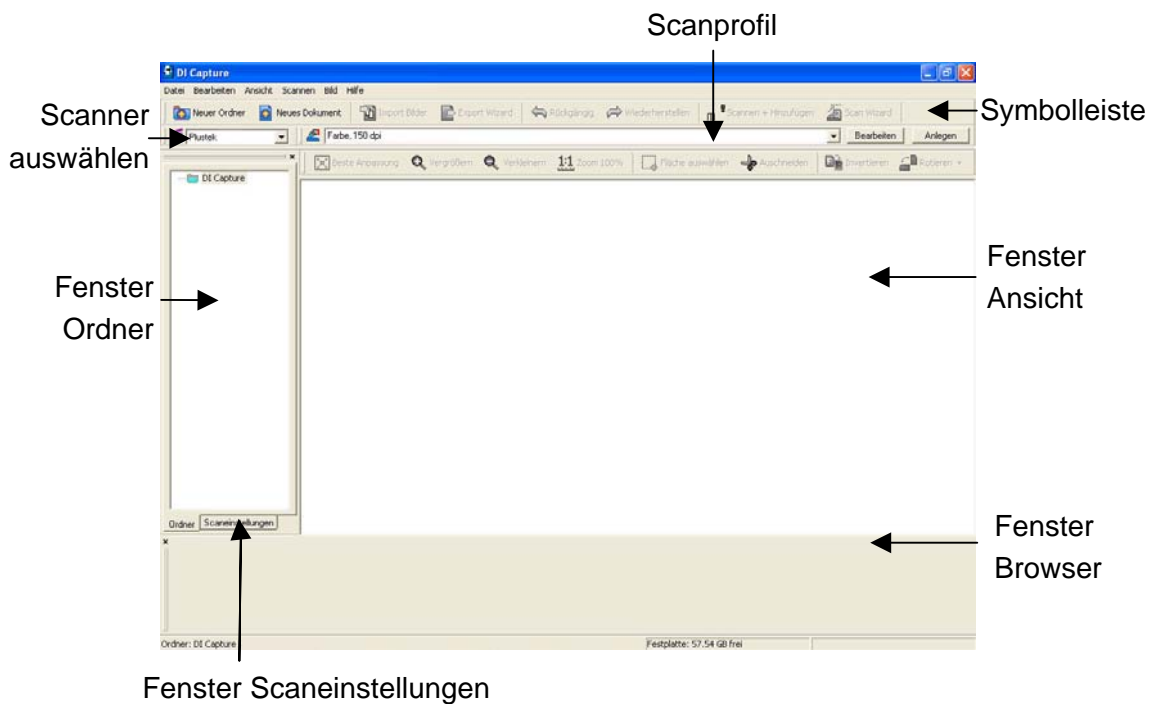 Scanprofil
DI Capture
Datei Bearbeiten Ansicht Scannen Bild Hilfe
Scanner
auswählen
Neuer Ordner Neues Dokument Import Bilder Export Wizard Rückgängig Wiederherstellen Scannen + Hinzufügen Scan Wizard
Symbolleiste
Plustek Farbe, 150 dpi Bearbeiten Anlegen
Beste Anpassung Vergrößern Verkleinern 1:1 Zoom 100% Fläche auswählen Auschneiden Invertieren Rotieren
DI Capture
Fenster
Ordner
Fenster
Ansicht
Ordner Scaneinstellungen
Fenster
Browser
Ordner: DI Capture Festplatte: 57.54 GB frei
Fenster Scaneinstellungen